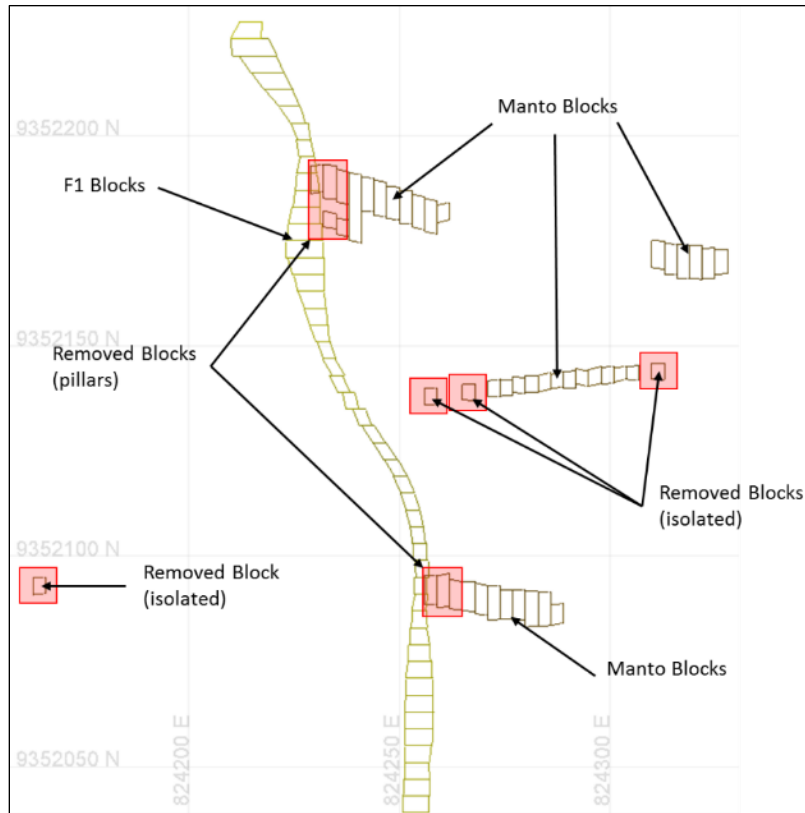 Manto Blocks
9352200 N
F1 Blocks
9352150 N
Removed Blocks
(pillars)
Removed Blocks
(isolated)
9352100 N
Removed Block
(isolated)
Manto Blocks
9352050 N
824200 E
824250 E
824300 E